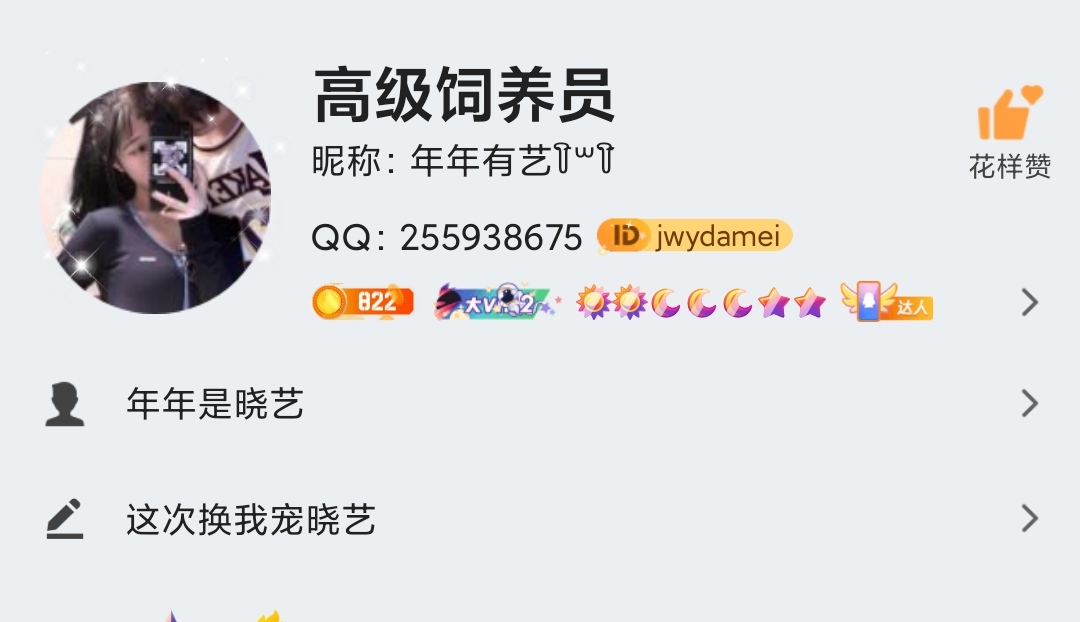 高级饲养员
昵称：年年有艺ʕ͡꒳ʔ͡
花样赞
QQ：255938675 ID jwydamei
822 大V 2 达人
年年是晓艺
这次换我宠晓艺